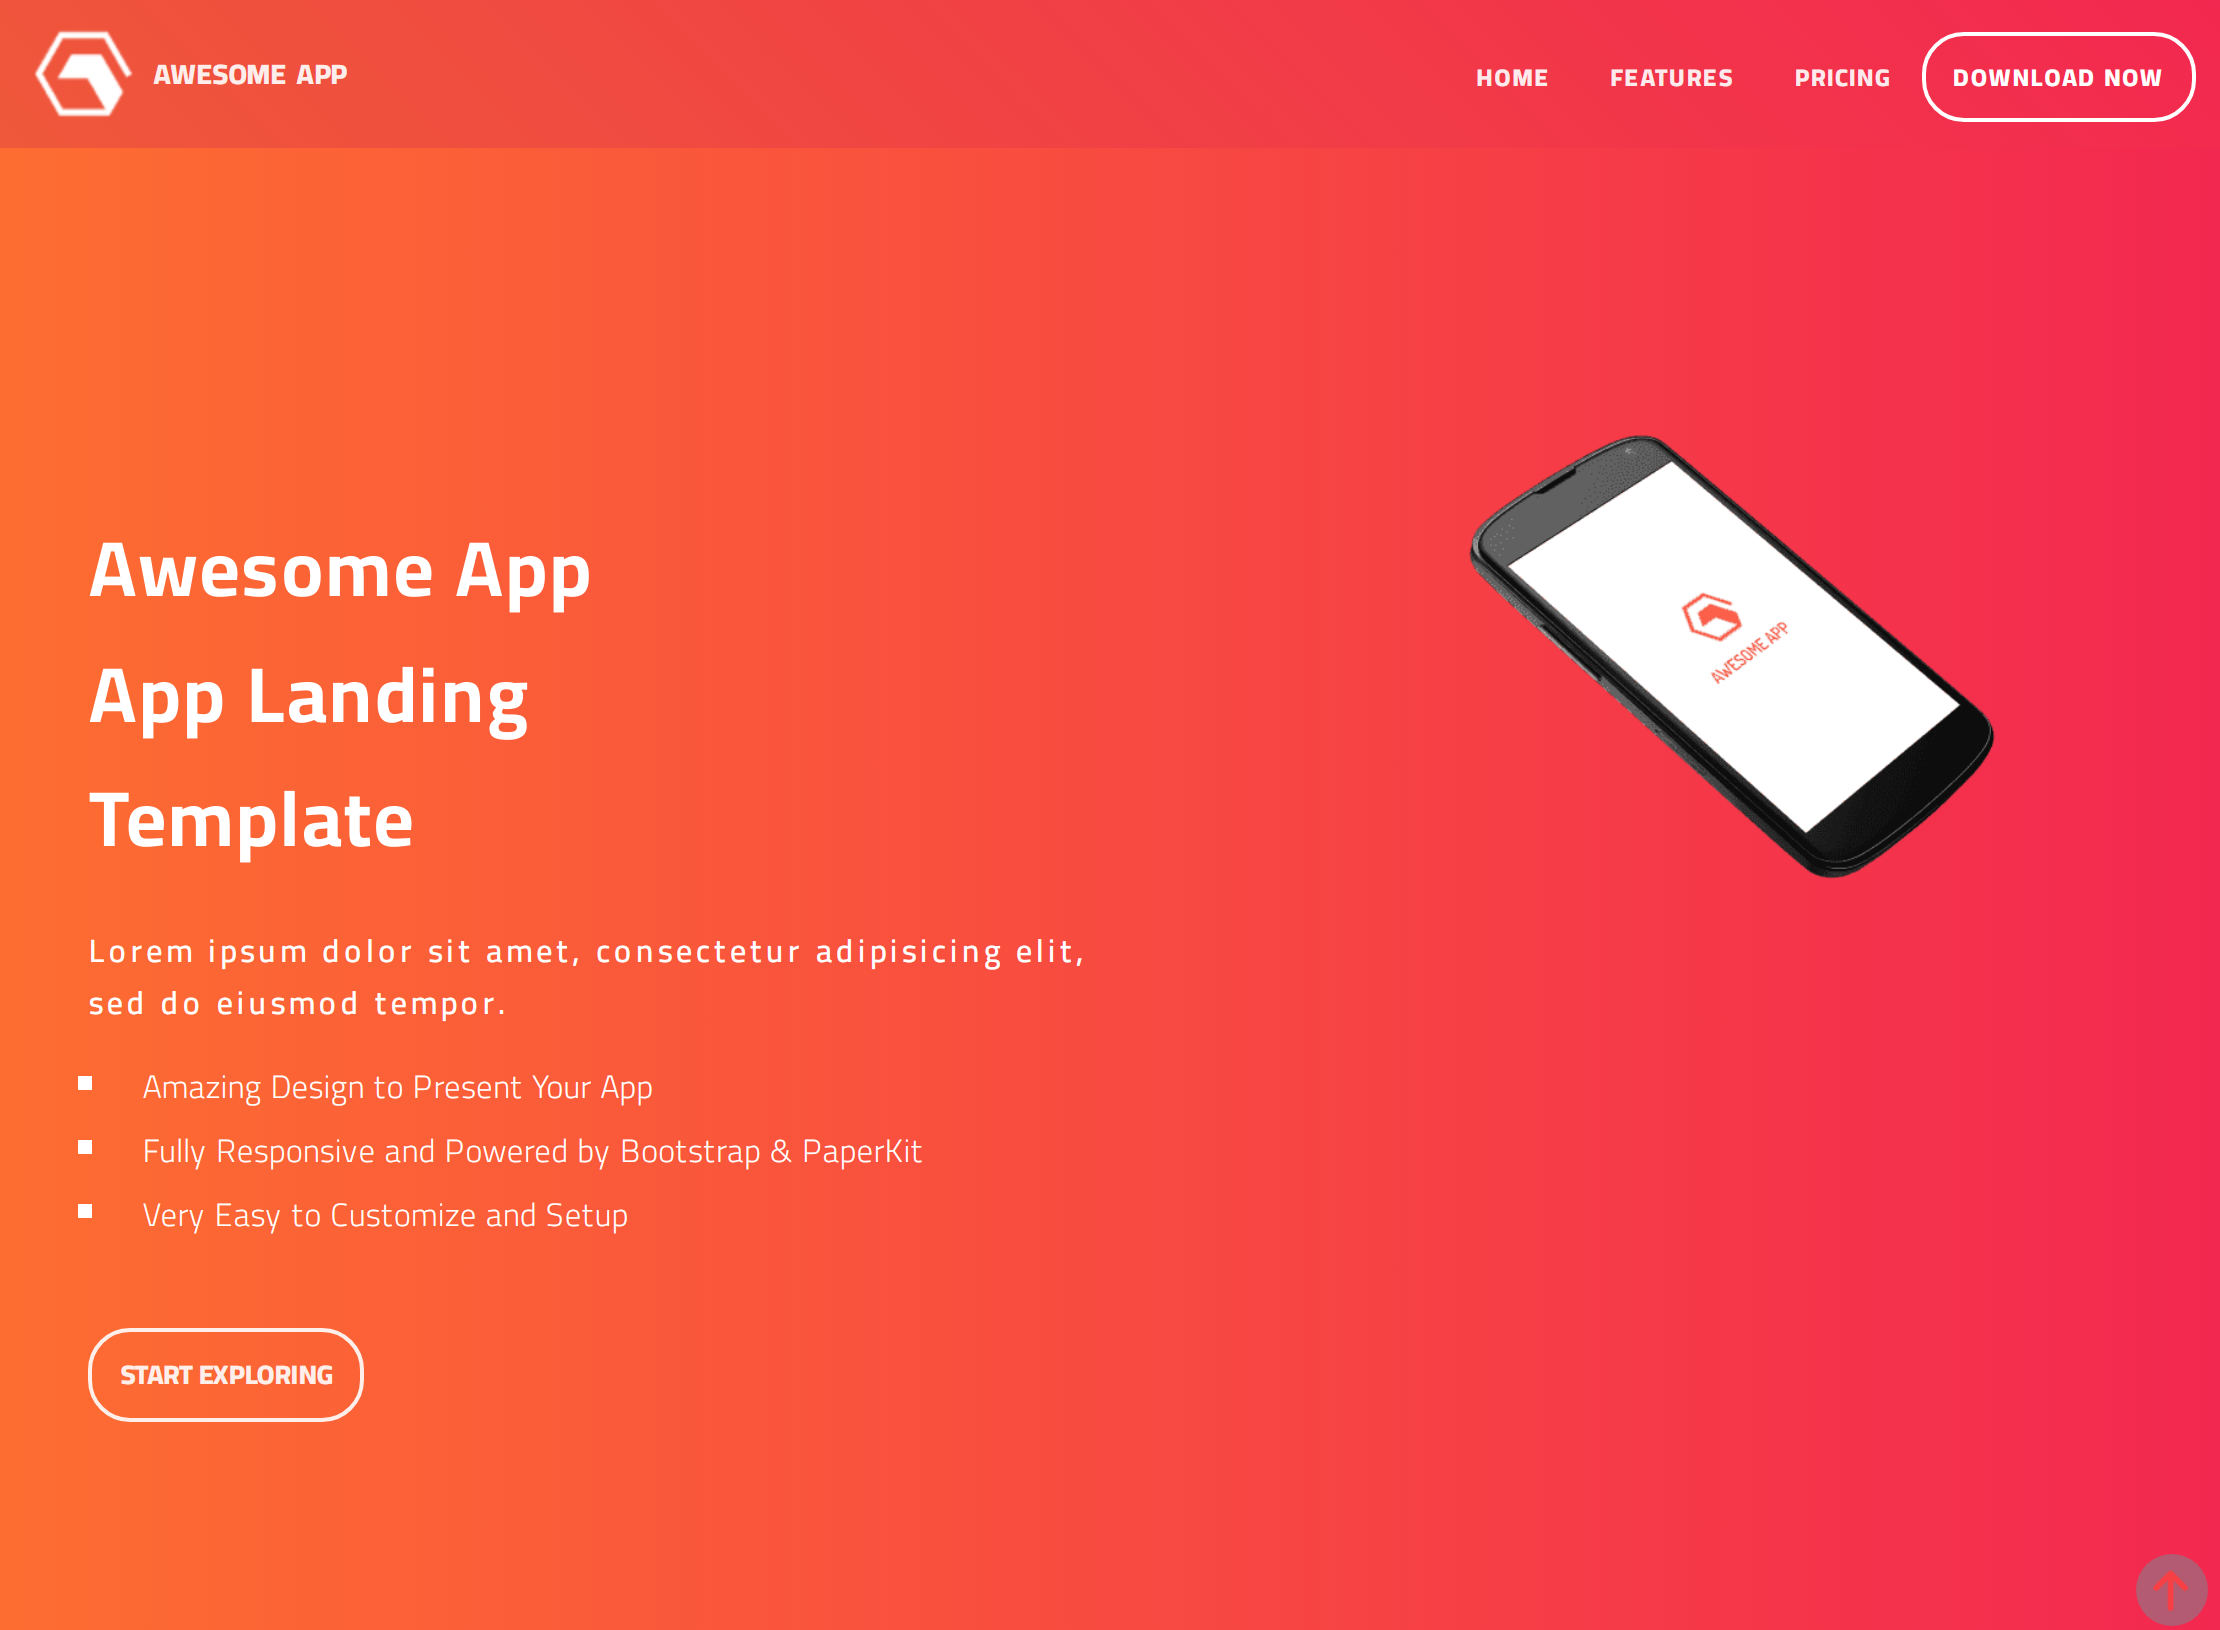 AWESOME APP
HOME
FEATURES
PRICING
DOWNLOAD NOW
AWESOME APP
Awesome App
App Landing
Template
Lorem ipsum dolor sit amet, consectetur adipisicing elit,
sed do eiusmod tempor.
Amazing Design to Present Your App
Fully Responsive and Powered by Bootstrap & PaperKit
Very Easy to Customize and Setup
START EXPLORING